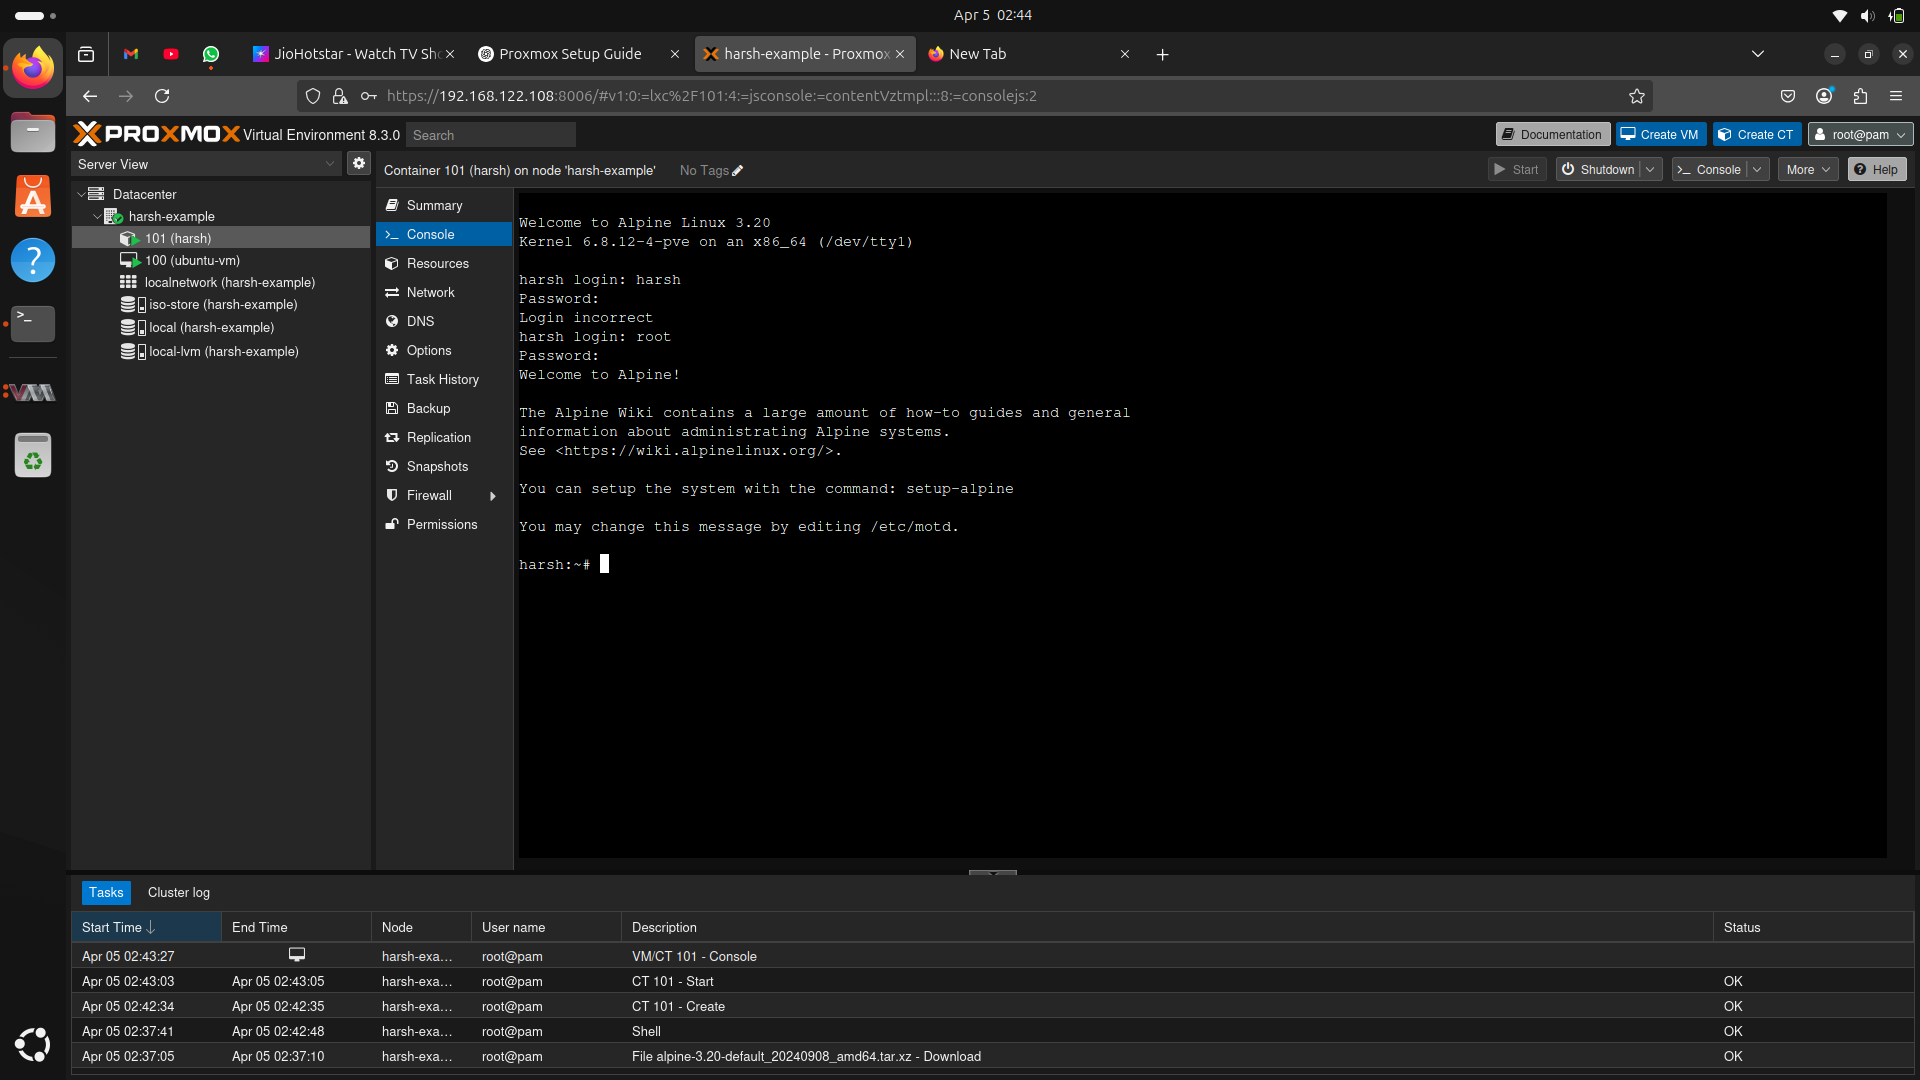 Apr 5 02:44
JioHotstar - Watch TV Sh
Proxmox Setup Guide
harsh-example - Proxmox
New Tab
https://192.168.122.108:8006/#v1:0:=lxc%2F101:4:=jsconsole:=contentVztmpl:::8:=consolejs:2
PROXMOX Virtual Environment 8.3.0
Search
Documentation
Create VM
Create CT
root@pam
Server View
Container 101 (harsh) on node 'harsh-example'
No Tags
Start
Shutdown
Console
More
Help
Datacenter
harsh-example
101 (harsh)
100 (ubuntu-vm)
localnetwork (harsh-example)
iso-store (harsh-example)
local (harsh-example)
local-lvm (harsh-example)
Summary
Console
Resources
Network
DNS
Options
Task History
Backup
Replication
Snapshots
Firewall
Permissions
Welcome to Alpine Linux 3.20
Kernel 6.8.12-4-pve on an x86_64 (/dev/tty1)
harsh login: harsh
Password:
Login incorrect
harsh login: root
Password:
Welcome to Alpine!
The Alpine Wiki contains a large amount of how-to guides and general
information about administrating Alpine systems.
See <https://wiki.alpinelinux.org/>.
You can setup the system with the command: setup-alpine
You may change this message by editing /etc/motd.
harsh:~#
Tasks
Cluster log
Start Time
End Time
Node
User name
Description
Status
Apr 05 02:43:27 harsh-exa... root@pam VM/CT 101 - Console
Apr 05 02:43:03 Apr 05 02:43:05 harsh-exa... root@pam CT 101 - Start OK
Apr 05 02:42:34 Apr 05 02:42:35 harsh-exa... root@pam CT 101 - Create OK
Apr 05 02:37:41 Apr 05 02:42:48 harsh-exa... root@pam Shell OK
Apr 05 02:37:05 Apr 05 02:37:10 harsh-exa... root@pam File alpine-3.20-default_20240908_amd64.tar.xz - Download OK